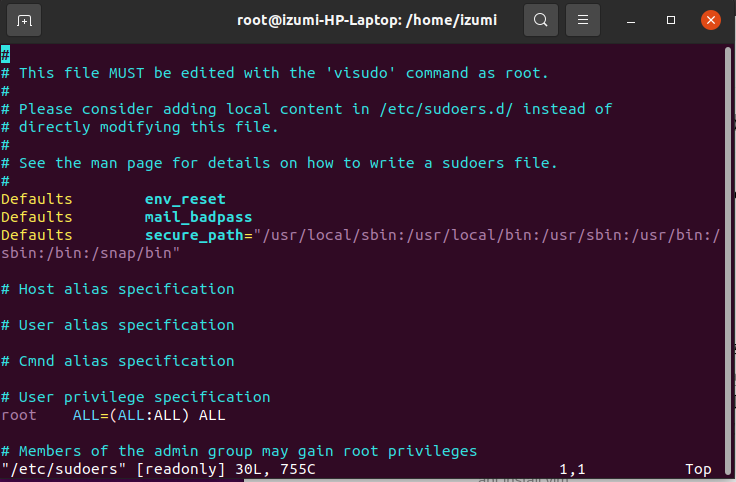 root@izumi-HP-Laptop: /home/izumi
#
# This file MUST be edited with the 'visudo' command as root.
#
# Please consider adding local content in /etc/sudoers.d/ instead of
# directly modifying this file.
#
# See the man page for details on how to write a sudoers file.
#
Defaults        env_reset
Defaults        mail_badpass
Defaults        secure_path="/usr/local/sbin:/usr/local/bin:/usr/sbin:/usr/bin:/
sbin:/bin:/snap/bin"
# Host alias specification
# User alias specification
# Cmnd alias specification
# User privilege specification
root    ALL=(ALL:ALL) ALL
# Members of the admin group may gain root privileges
"/etc/sudoers" [readonly] 30L, 755C 1,1 Top